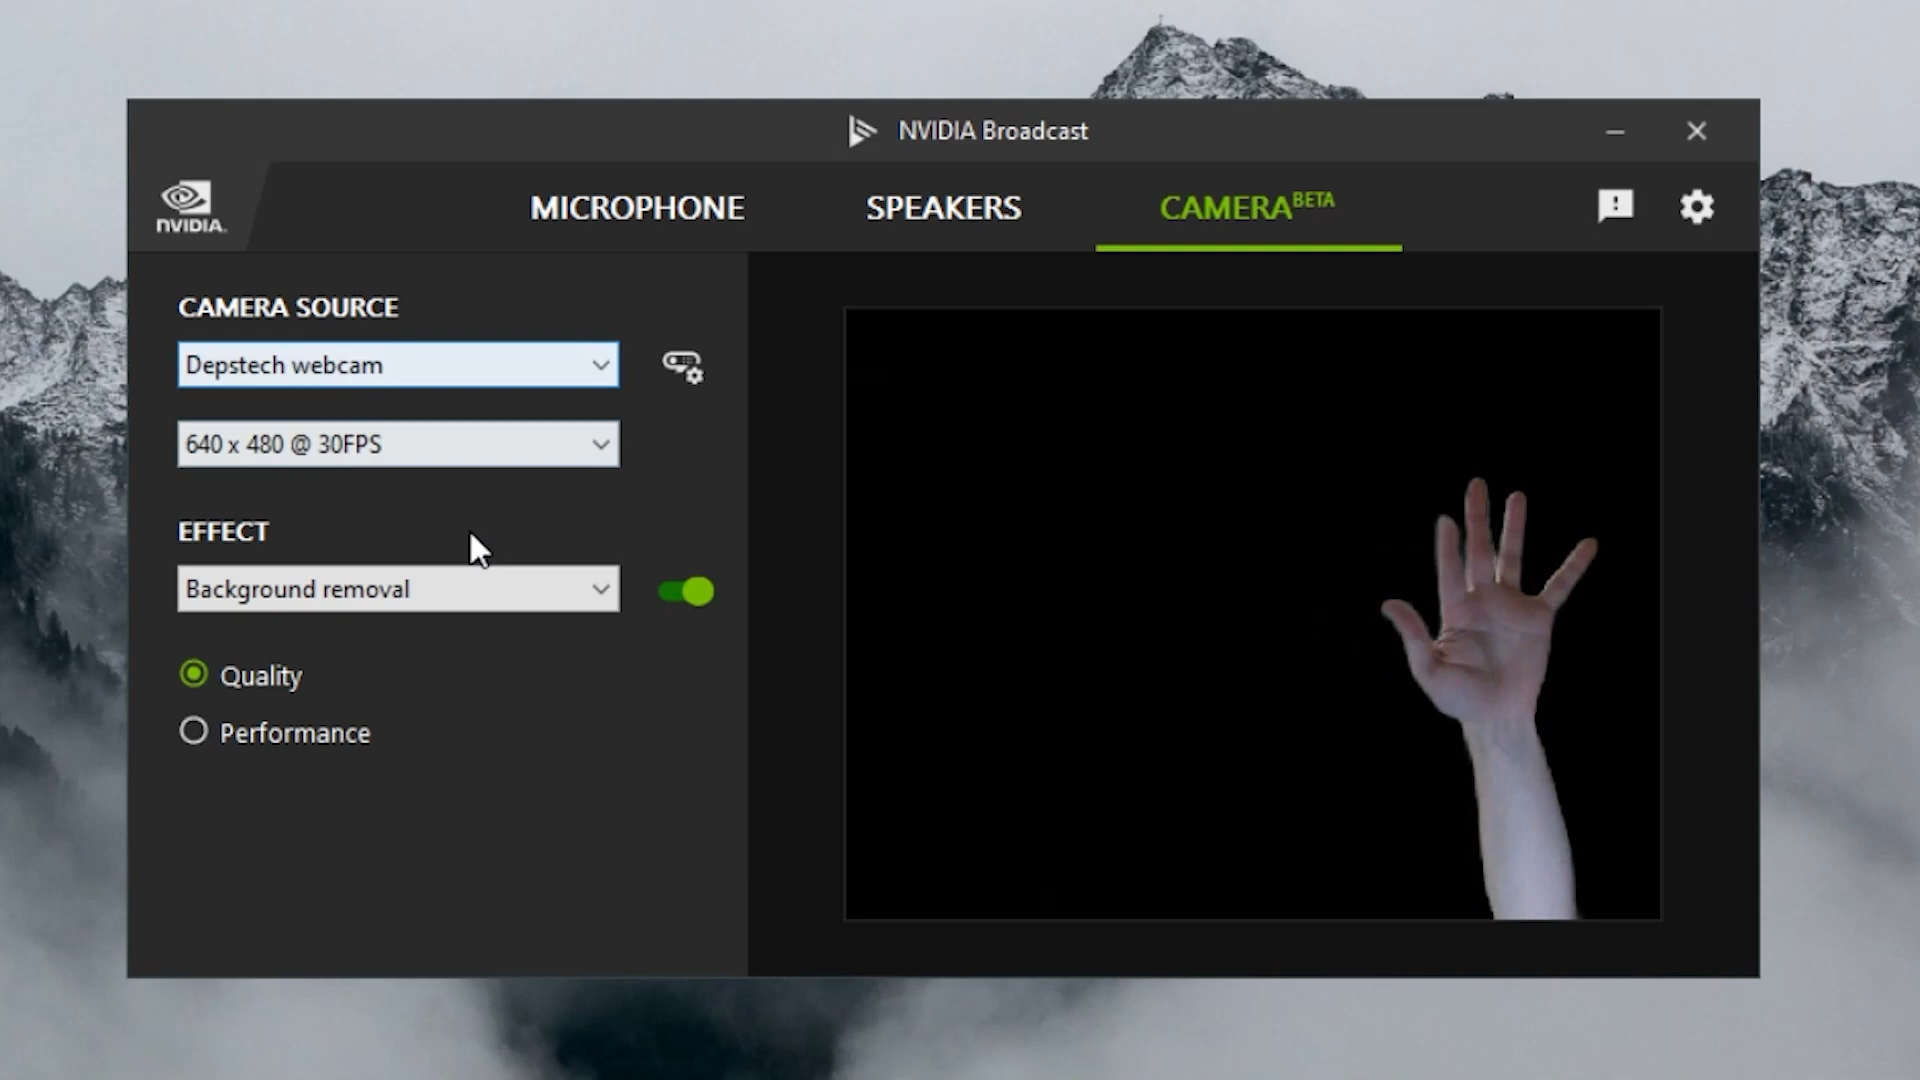 NVIDIA Broadcast
NVIDIA.
MICROPHONE
SPEAKERS
CAMERA BETA
CAMERA SOURCE
Depstech webcam
640 x 480 @ 30FPS
EFFECT
Background removal
Quality
Performance